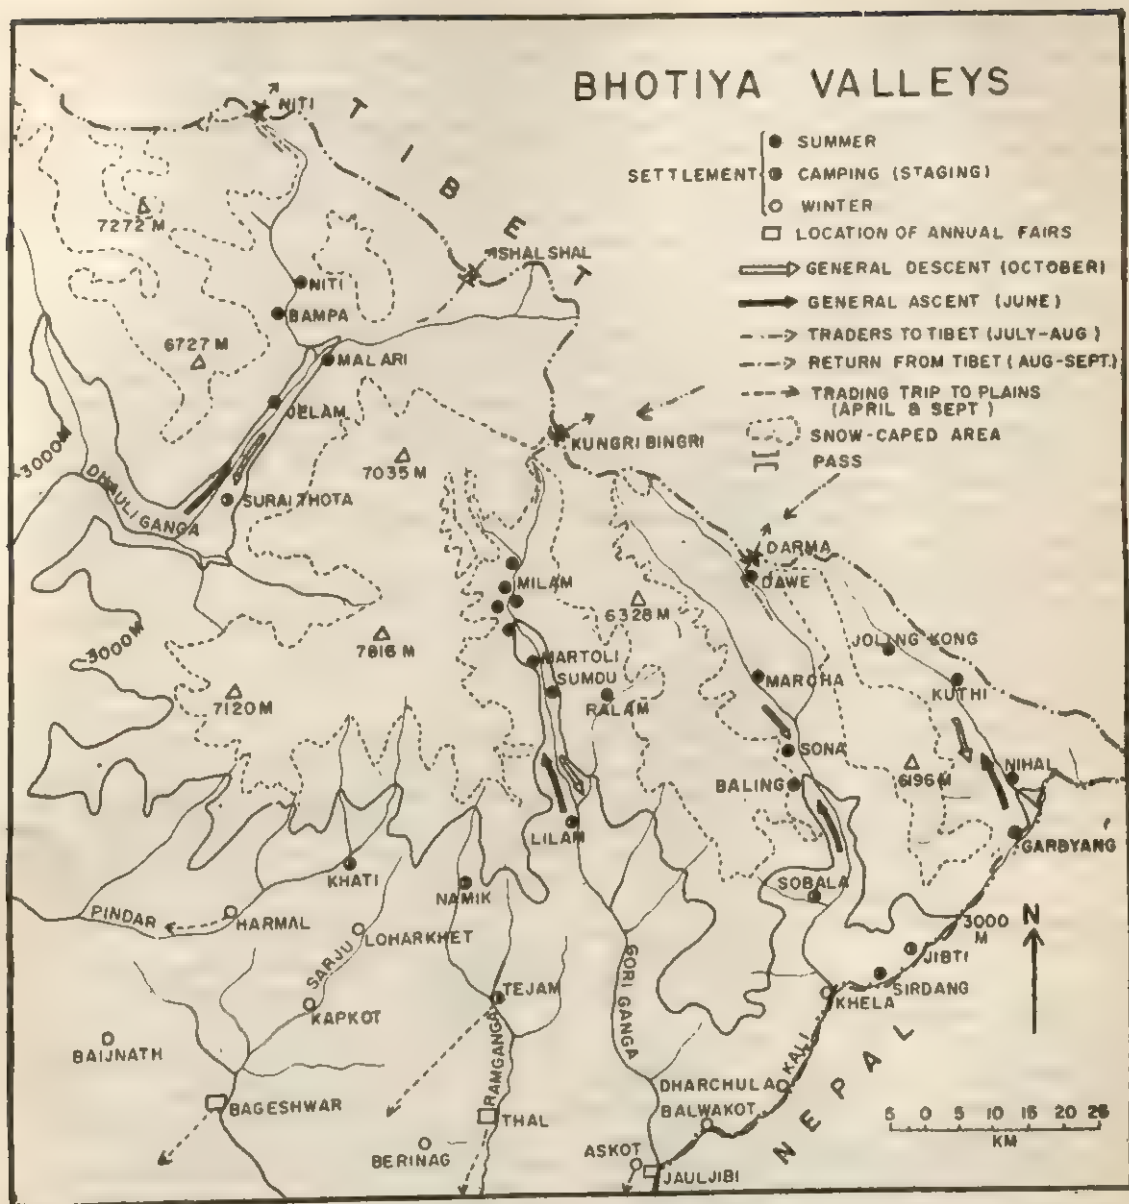 BHOTIYA VALLEYS
SETTLEMENT
SUMMER
CAMPING (STAGING)
WINTER
LOCATION OF ANNUAL FAIRS
GENERAL DESCENT (OCTOBER)
GENERAL ASCENT (JUNE)
TRADERS TO TIBET (JULY-AUG)
RETURN FROM TIBET (AUG-SEPT.)
TRADING TRIP TO PLAINS
(APRIL & SEPT)
SNOW-CAPED AREA
PASS
TIBET
NITI
7272 M
SHALSHAL
NITI
BAMPA
6727 M
MALARI
JELAM
3000M
KUNGRI BINGRI
7035 M
DHAULI GANGA
SURAITHOTA
DARMA
DAWE
MILAM
6328 M
3000M
7816 M
JOLING KONG
MARTOLI
SUMDU
MARCHA
KUTHI
7120 M
RALAM
SONA
6196 M
NIHAL
BALING
LILAM
GARBYANG
KHATI
NAMIK
SOBALA
PINDAR
HARMAL
3000
M
N
LOHARKHET
SARJU
GORI GANGA
JIBTI
SIRDANG
TEJAM
KHELA
KAPKOT
BAIJNATH
RAMGANGA
KALI
NEPAL
DHARCHULA
BAGESHWAR
THAL
BALWAKOT
5 0 5 10 15 20 25
KM
BERINAG
ASKOT
JAULJIBI